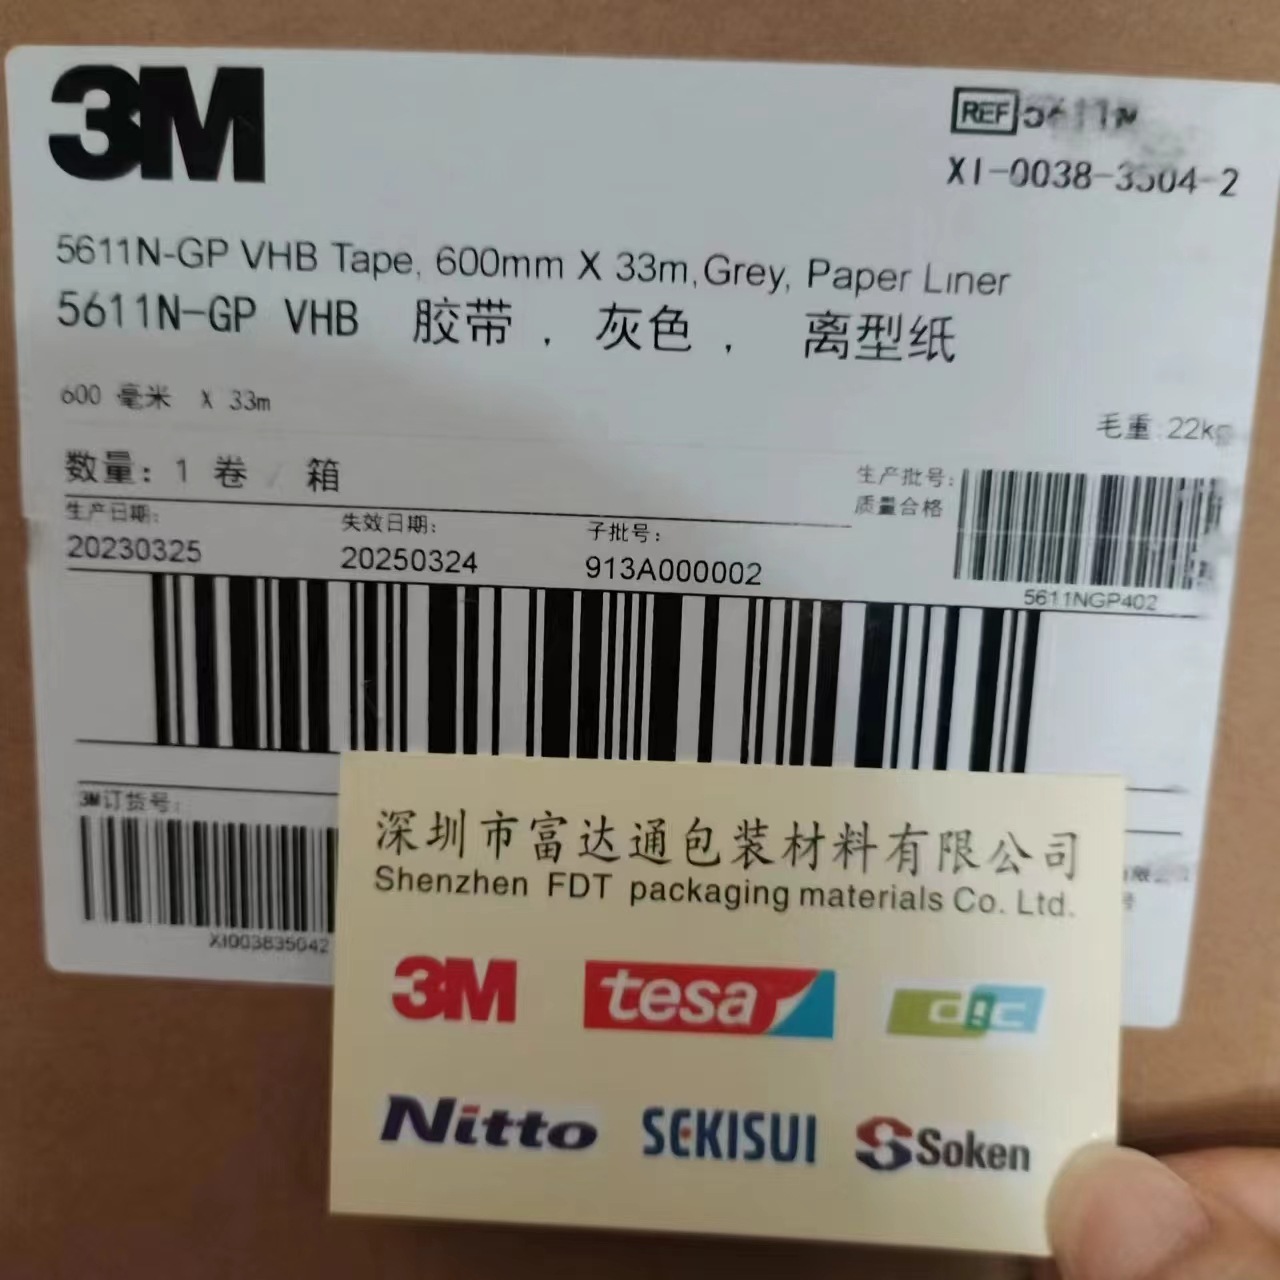 3M
REF 5611N
XI-0038-3504-2
5611N-GP VHB Tape, 600mm X 33m, Grey, Paper Liner
5611N-GP VHB 胶带 , 灰色 , 离型纸
600 毫米 X 33m
毛重 22kg
数量: 1 卷 / 箱
生产批号:
质量合格
5611NGP402
生产日期: 失效日期: 子批号:
20230325 20250324 913A000002
3M订货号:
XI003835042
深圳市富达通包装材料有限公司
Shenzhen FDT packaging materials Co. Ltd.
3M tesa dic
Nitto SEKISUI Soken